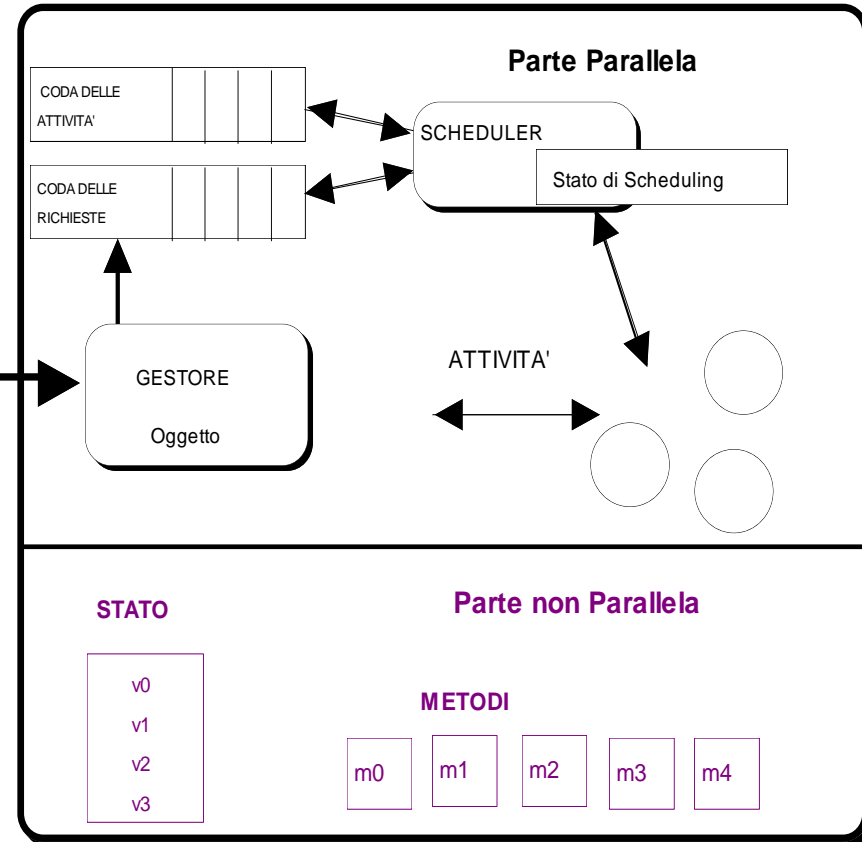 Parte Parallela
CODA DELLE
ATTIVITA'
SCHEDULER
Stato di Scheduling
CODA DELLE
RICHIESTE
GESTORE
Oggetto
ATTIVITA'
Parte non Parallela
STATO
v0
v1
v2
v3
METODI
m0 m1 m2 m3 m4